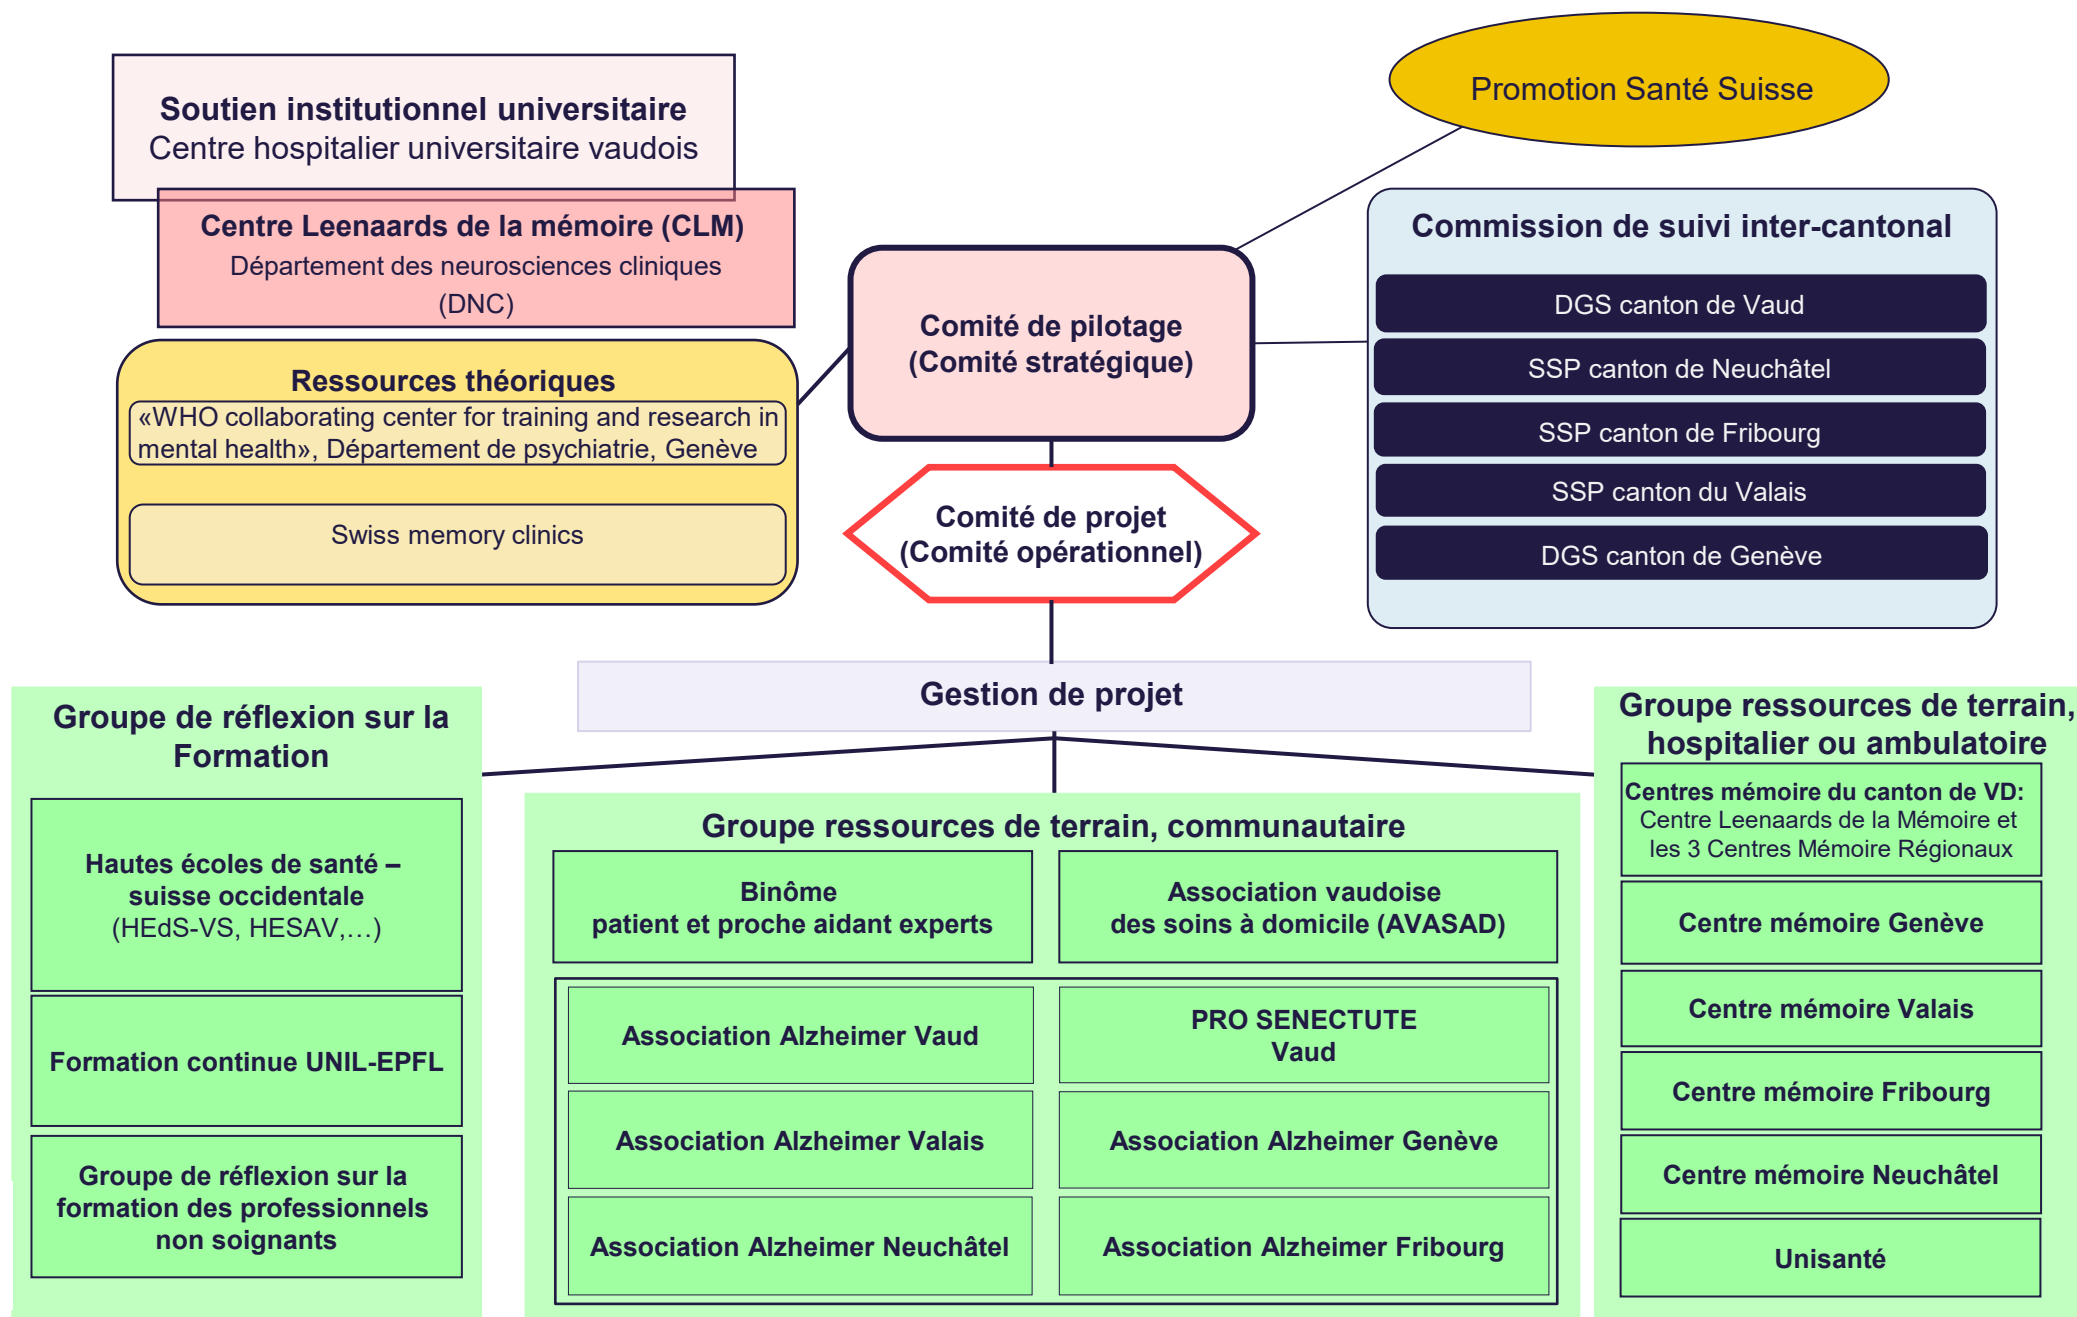 Soutien institutionnel universitaire
Centre hospitalier universitaire vaudois
Centre Leenaards de la mémoire (CLM)
Département des neurosciences cliniques
(DNC)
Ressources théoriques
«WHO collaborating center for training and research in
mental health», Département de psychiatrie, Genève
Swiss memory clinics
Promotion Santé Suisse
Comité de pilotage
(Comité stratégique)
Comité de projet
(Comité opérationnel)
Commission de suivi inter-cantonal
DGS canton de Vaud
SSP canton de Neuchâtel
SSP canton de Fribourg
SSP canton du Valais
DGS canton de Genève
Gestion de projet
Groupe de réflexion sur la
Formation
Hautes écoles de santé –
suisse occidentale
(HEdS-VS, HESAV,…)
Formation continue UNIL-EPFL
Groupe de réflexion sur la
formation des professionnels
non soignants
Groupe ressources de terrain, communautaire
Binôme
patient et proche aidant experts
Association vaudoise
des soins à domicile (AVASAD)
Association Alzheimer Vaud
PRO SENECTUTE
Vaud
Association Alzheimer Valais
Association Alzheimer Genève
Association Alzheimer Neuchâtel
Association Alzheimer Fribourg
Groupe ressources de terrain,
hospitalier ou ambulatoire
Centres mémoire du canton de VD:
Centre Leenaards de la Mémoire et
les 3 Centres Mémoire Régionaux
Centre mémoire Genève
Centre mémoire Valais
Centre mémoire Fribourg
Centre mémoire Neuchâtel
Unisanté